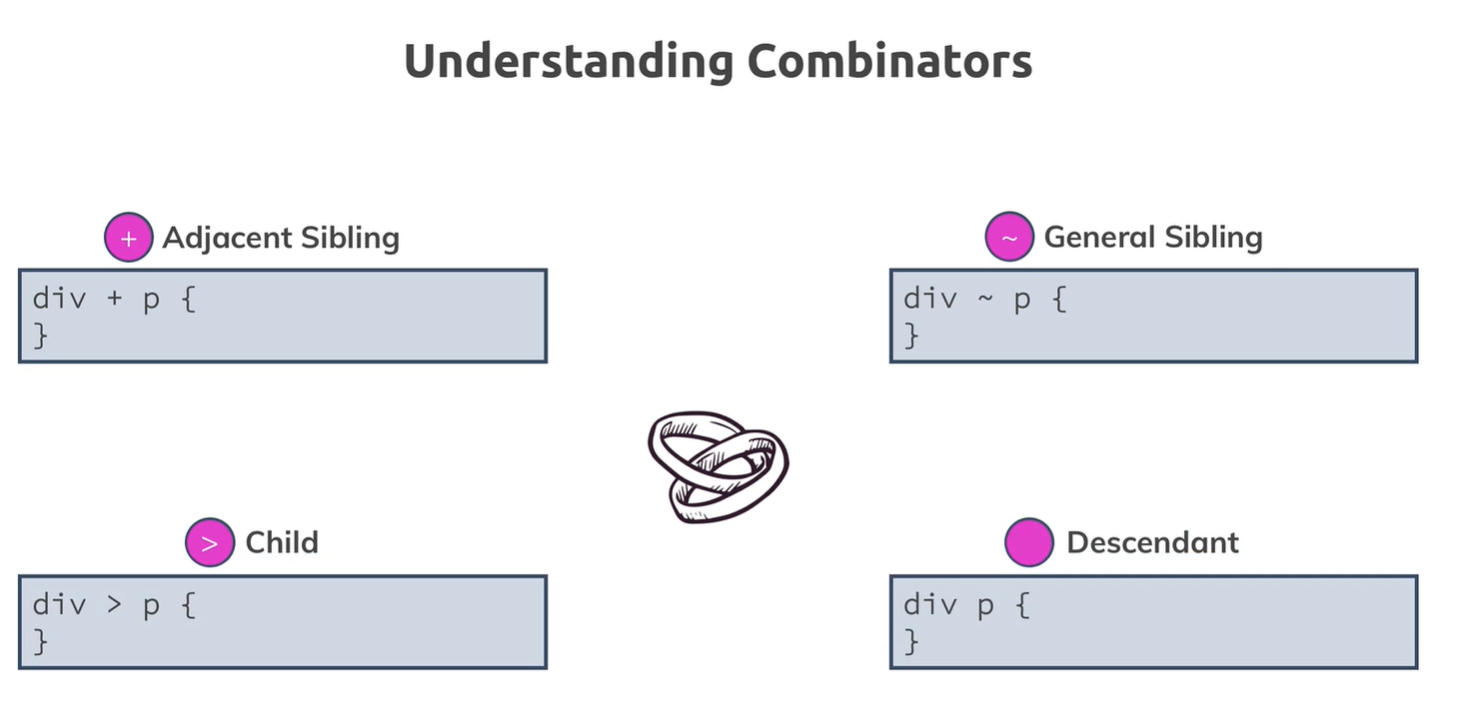 Understanding Combinators
+ Adjacent Sibling
div + p {
}
~ General Sibling
div ~ p {
}
> Child
div > p {
}
Descendant
div p {
}